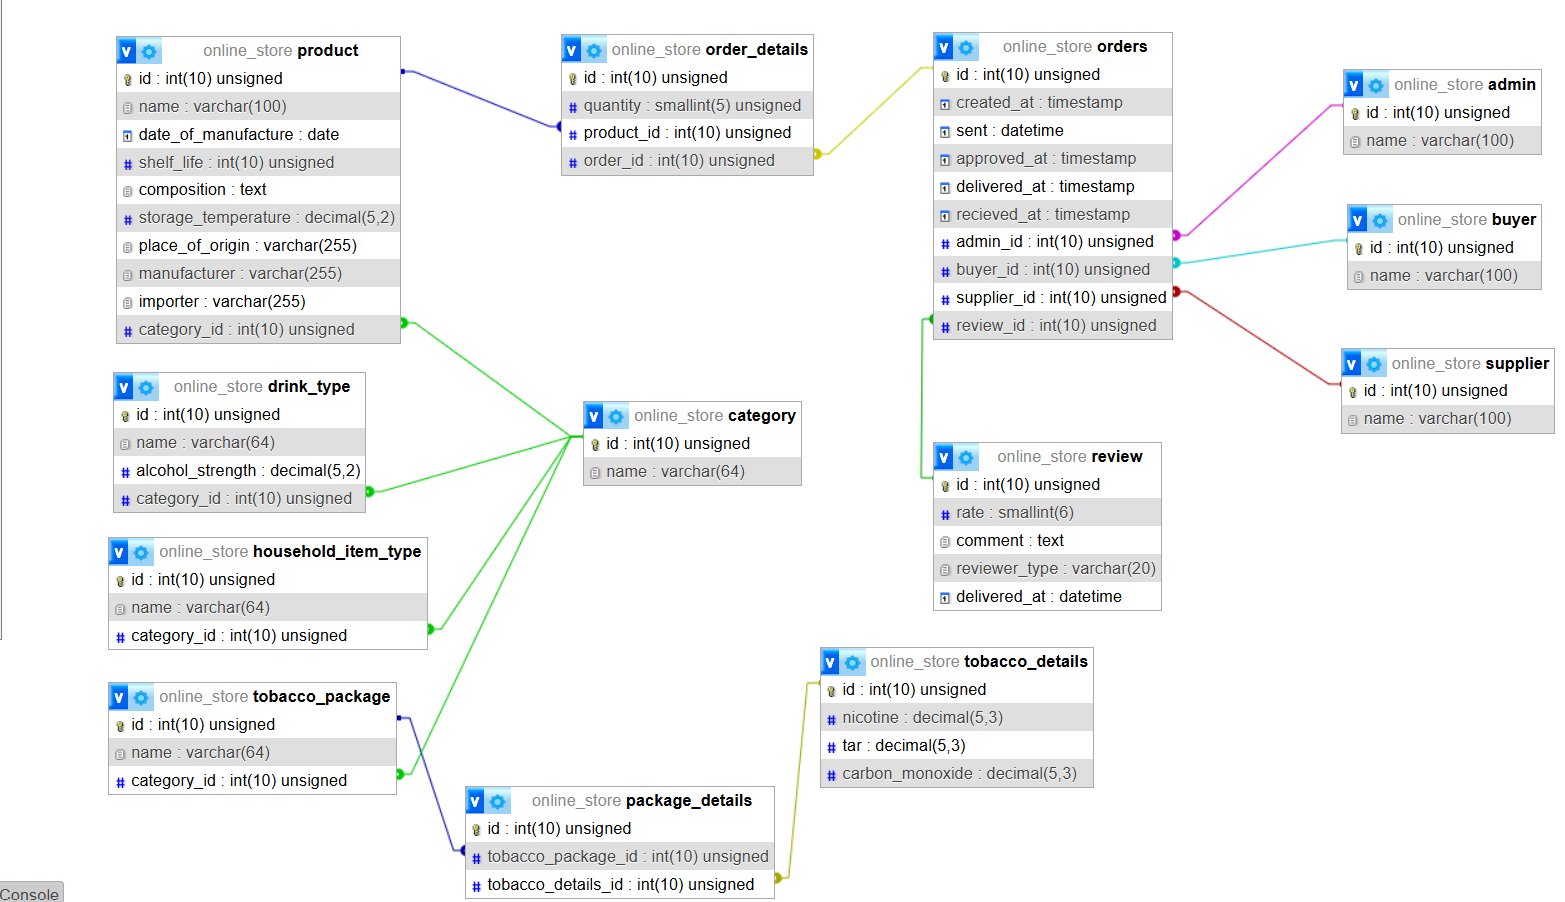 online_store product
id : int(10) unsigned
name : varchar(100)
date_of_manufacture : date
shelf_life : int(10) unsigned
composition : text
storage_temperature : decimal(5,2)
place_of_origin : varchar(255)
manufacturer : varchar(255)
importer : varchar(255)
category_id : int(10) unsigned
online_store order_details
id : int(10) unsigned
quantity : smallint(5) unsigned
product_id : int(10) unsigned
order_id : int(10) unsigned
online_store orders
id : int(10) unsigned
created_at : timestamp
sent : datetime
approved_at : timestamp
delivered_at : timestamp
recieved_at : timestamp
admin_id : int(10) unsigned
buyer_id : int(10) unsigned
supplier_id : int(10) unsigned
review_id : int(10) unsigned
online_store admin
id : int(10) unsigned
name : varchar(100)
online_store buyer
id : int(10) unsigned
name : varchar(100)
online_store supplier
id : int(10) unsigned
name : varchar(100)
online_store drink_type
id : int(10) unsigned
name : varchar(64)
alcohol_strength : decimal(5,2)
category_id : int(10) unsigned
online_store category
id : int(10) unsigned
name : varchar(64)
online_store review
id : int(10) unsigned
rate : smallint(6)
comment : text
reviewer_type : varchar(20)
delivered_at : datetime
online_store household_item_type
id : int(10) unsigned
name : varchar(64)
category_id : int(10) unsigned
online_store tobacco_package
id : int(10) unsigned
name : varchar(64)
category_id : int(10) unsigned
online_store tobacco_details
id : int(10) unsigned
nicotine : decimal(5,3)
tar : decimal(5,3)
carbon_monoxide : decimal(5,3)
online_store package_details
id : int(10) unsigned
tobacco_package_id : int(10) unsigned
tobacco_details_id : int(10) unsigned
Console